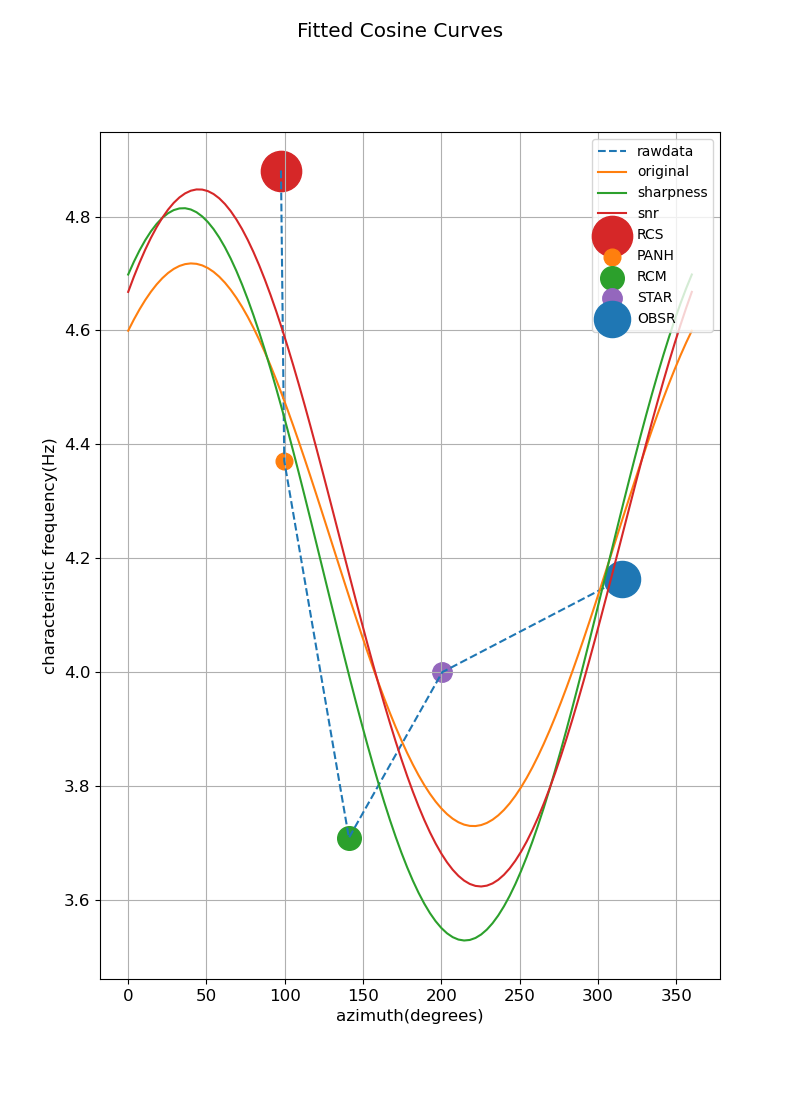 Fitted Cosine Curves
rawdata
original
sharpness
snr
RCS
PANH
RCM
STAR
OBSR
characteristic frequency(Hz)
4.8
4.6
4.4
4.2
4.0
3.8
3.6
0 50 100 150 200 250 300 350
azimuth(degrees)